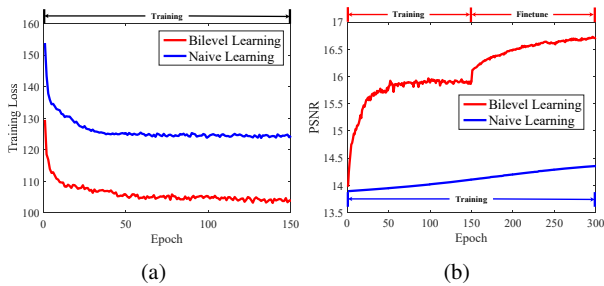 Training
160
150
140
130
120
110
100
0
50
100
150
Training Loss
Epoch
Bilevel Learning
Naive Learning
(a)
Training
Finetune
17
16.5
16
15.5
15
14.5
14
13.5
0
50
100
150
200
250
300
PSNR
Epoch
Bilevel Learning
Naive Learning
Training
(b)